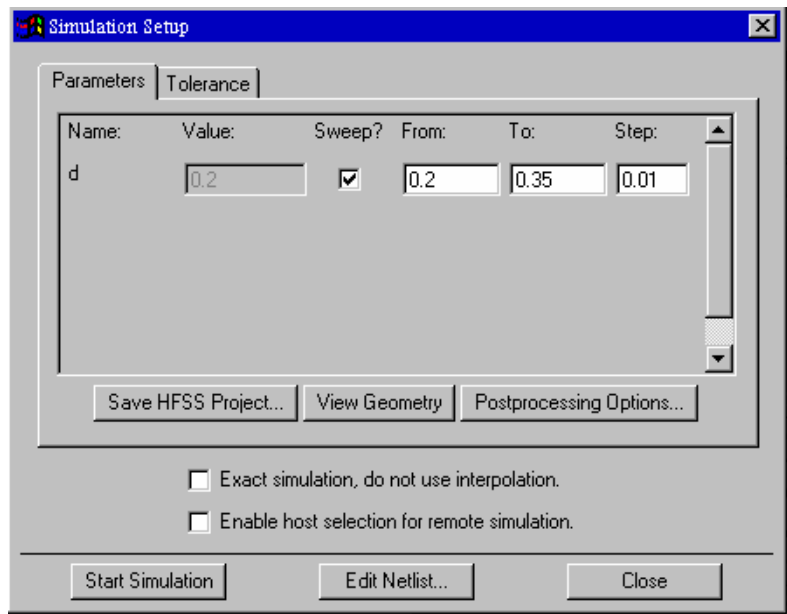 Simulation Setup
Parameters Tolerance
Name: Value: Sweep? From: To: Step:
d 0.2 0.2 0.35 0.01
Save HFSS Project... View Geometry Postprocessing Options...
Exact simulation, do not use interpolation.
Enable host selection for remote simulation.
Start Simulation Edit Netlist... Close